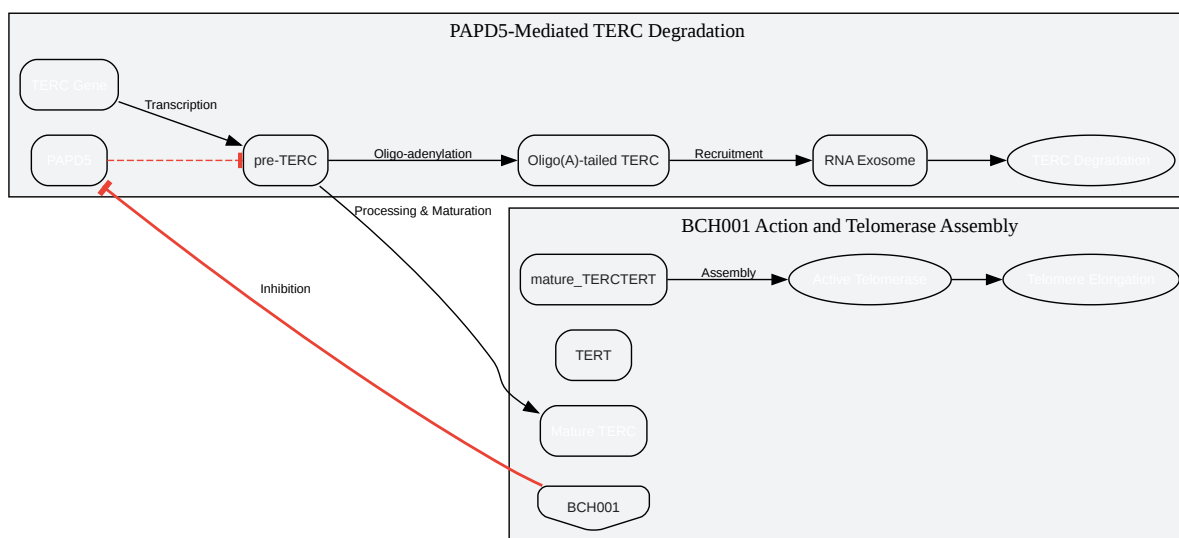 PAPD5-Mediated TERC Degradation
TERC Gene
Transcription
PAPD5
pre-TERC
Oligo-adenylation
Oligo(A)-tailed TERC
Recruitment
RNA Exosome
TERC Degradation
Processing & Maturation
BCH001 Action and Telomerase Assembly
mature_TERCTERT
Assembly
Active Telomerase
Telomere Elongation
Inhibition
TERT
Mature TERC
BCH001